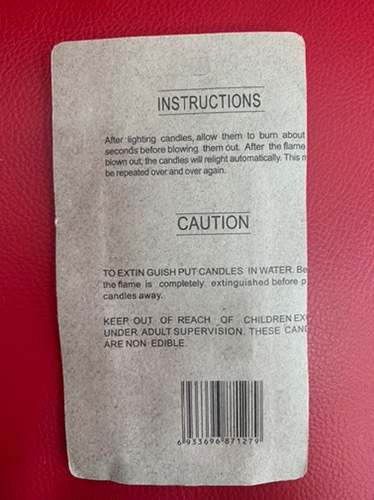 INSTRUCTIONS
After lighting candles, allow them to burn about
seconds before blowing them out. After the flame
blown out, the candles will relight automatically. This
be repeated over and over again.
CAUTION
TO EXTIN GUISH PUT CANDLES IN WATER. Be
the flame is completely extinguished before p
candles away.
KEEP OUT OF REACH OF CHILDREN EX
UNDER ADULT SUPERVISION. THESE CAN
ARE NON-EDIBLE.
6 933696 871279